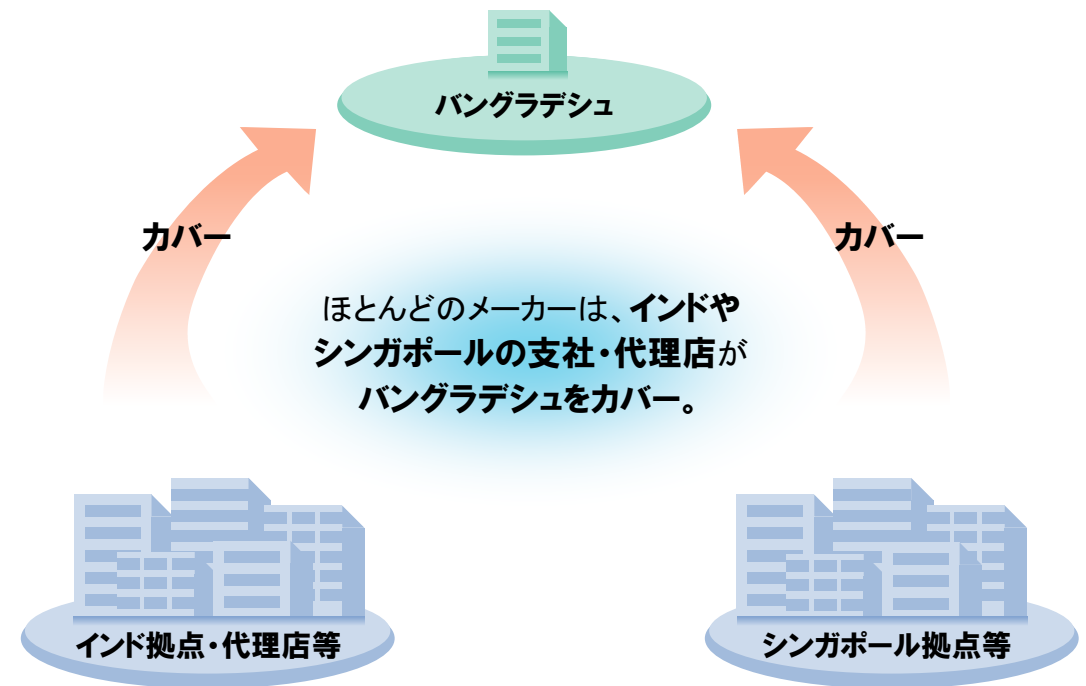 バングラデシュ
カバー
カバー
ほとんどのメーカーは、インドや
シンガポールの支社・代理店が
バングラデシュをカバー。
インド拠点・代理店等
シンガポール拠点等